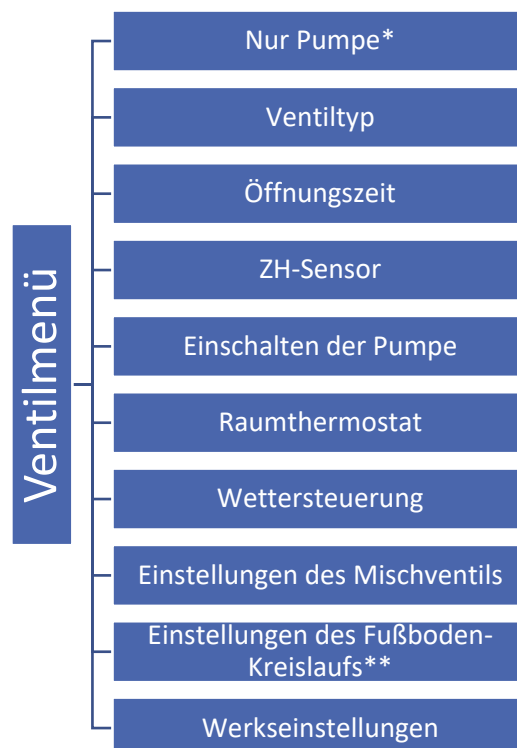 Ventilmenü
Nur Pumpe*
Ventiltyp
Öffnungszeit
ZH-Sensor
Einschalten der Pumpe
Raumthermostat
Wettersteuerung
Einstellungen des Mischventils
Einstellungen des Fußboden-
Kreislaufs**
Werkseinstellungen